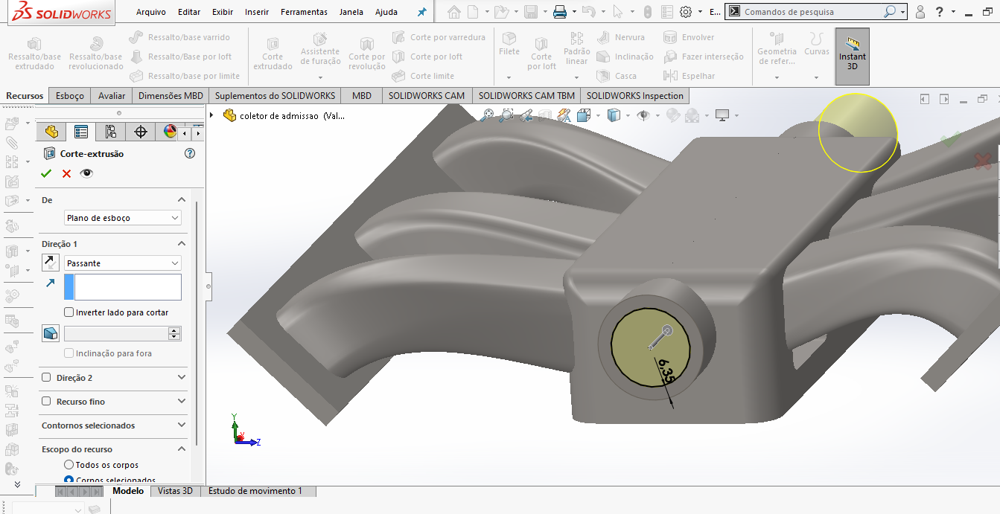 SOLIDWORKS Arquivo Editar Exibir Inserir Ferramentas Janela Ajuda E... Comandos de pesquisa ?
Ressalto/base extrudado
Ressalto/base revolucionado
Ressalto/base varrido
Ressalto/Base por loft
Ressalto/base por limite
Corte extrudado
Assistente de furação
Corte por revolução
Corte por varredura
Corte por loft
Corte limite
Filete
Corte por loft
Padrão linear
Nervura
Inclinação
Casca
Envolver
Fazer interseção
Espelhar
Geometria de refer...
Curvas
Instant 3D
Recursos Esboço Avaliar Dimensões MBD Suplementos do SOLIDWORKS MBD SOLIDWORKS CAM SOLIDWORKS CAM TBM SOLIDWORKS Inspection
coletor de admissao (Val...
Corte-extrusão
De
Plano de esboço
Direção 1
Passante
Inverter lado para cortar
Inclinação para fora
Direção 2
Recurso fino
Contornos selecionados
Escopo do recurso
Todos os corpos
Corpos selecionados
6,35
Y
Z
Modelo Vistas 3D Estudo de movimento 1